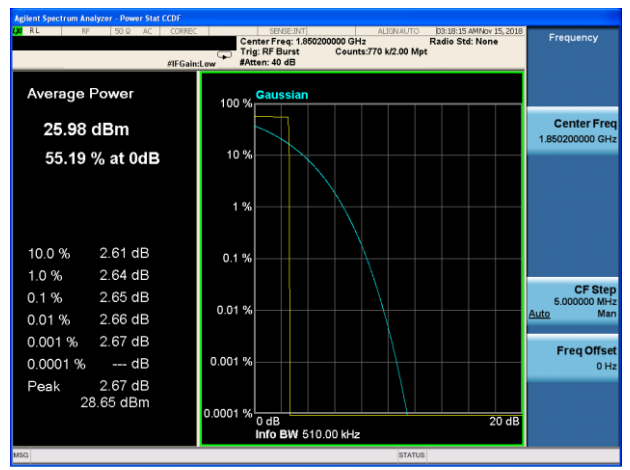 Agilent Spectrum Analyzer - Power Stat CCDF
RL RF 50 Ω AC CORREC SENSE:INT ALIGNAUTO 03:18:15 AM Nov 15, 2018
Center Freq: 1.850200000 GHz Radio Std: None
Trig: RF Burst Counts:770 k/2.00 Mpt
#IFGain:Low #Atten: 40 dB
Frequency
Average Power
25.98 dBm
55.19 % at 0dB
10.0 % 2.61 dB
1.0 % 2.64 dB
0.1 % 2.65 dB
0.01 % 2.66 dB
0.001 % 2.67 dB
0.0001 % --- dB
Peak 2.67 dB
28.65 dBm
Gaussian
100 %
10 %
1 %
0.1 %
0.01 %
0.001 %
0.0001 %
0 dB 20 dB
Info BW 510.00 kHz
Center Freq
1.850200000 GHz
CF Step
5.000000 MHz
Auto Man
Freq Offset
0 Hz
MSG STATUS